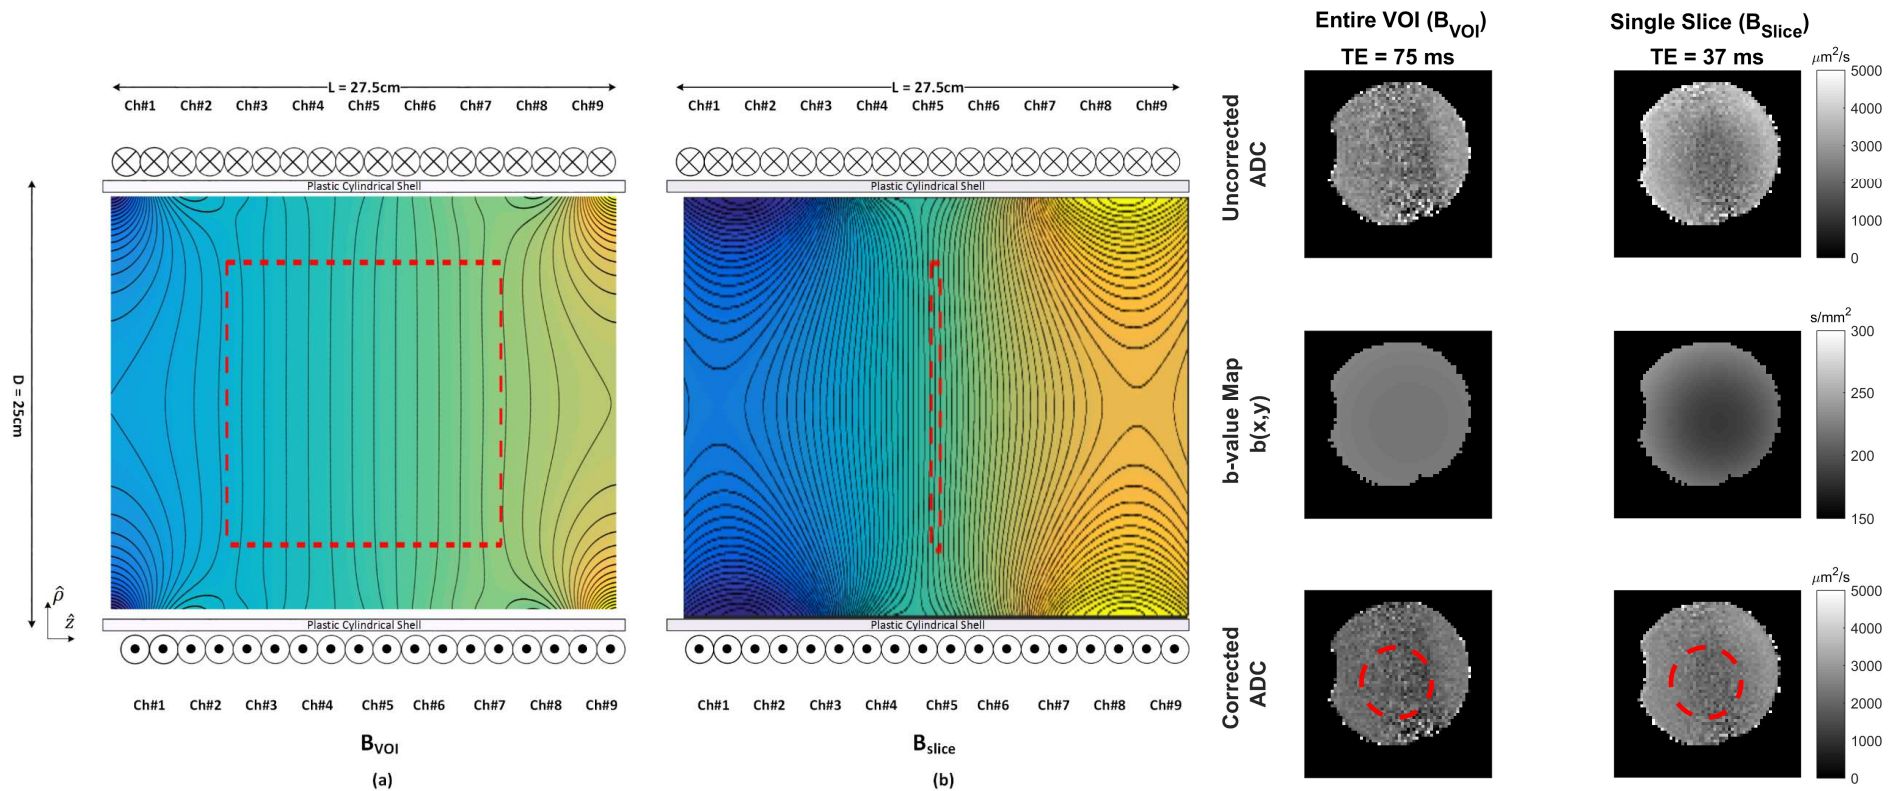 L = 27.5cm
Ch#1 Ch#2 Ch#3 Ch#4 Ch#5 Ch#6 Ch#7 Ch#8 Ch#9
Plastic Cylindrical Shell
D = 25cm
ρ̂
ẑ
Plastic Cylindrical Shell
Ch#1 Ch#2 Ch#3 Ch#4 Ch#5 Ch#6 Ch#7 Ch#8 Ch#9
B_VOI
(a)
L = 27.5cm
Ch#1 Ch#2 Ch#3 Ch#4 Ch#5 Ch#6 Ch#7 Ch#8 Ch#9
Plastic Cylindrical Shell
Plastic Cylindrical Shell
Ch#1 Ch#2 Ch#3 Ch#4 Ch#5 Ch#6 Ch#7 Ch#8 Ch#9
B_slice
(b)
Entire VOI (B_VOI)
TE = 75 ms
Single Slice (B_Slice)
TE = 37 ms
Uncorrected
ADC
μm²/s
5000
4000
3000
2000
1000
0
b-value Map
b(x,y)
s/mm²
300
250
200
150
Corrected
ADC
μm²/s
5000
4000
3000
2000
1000
0